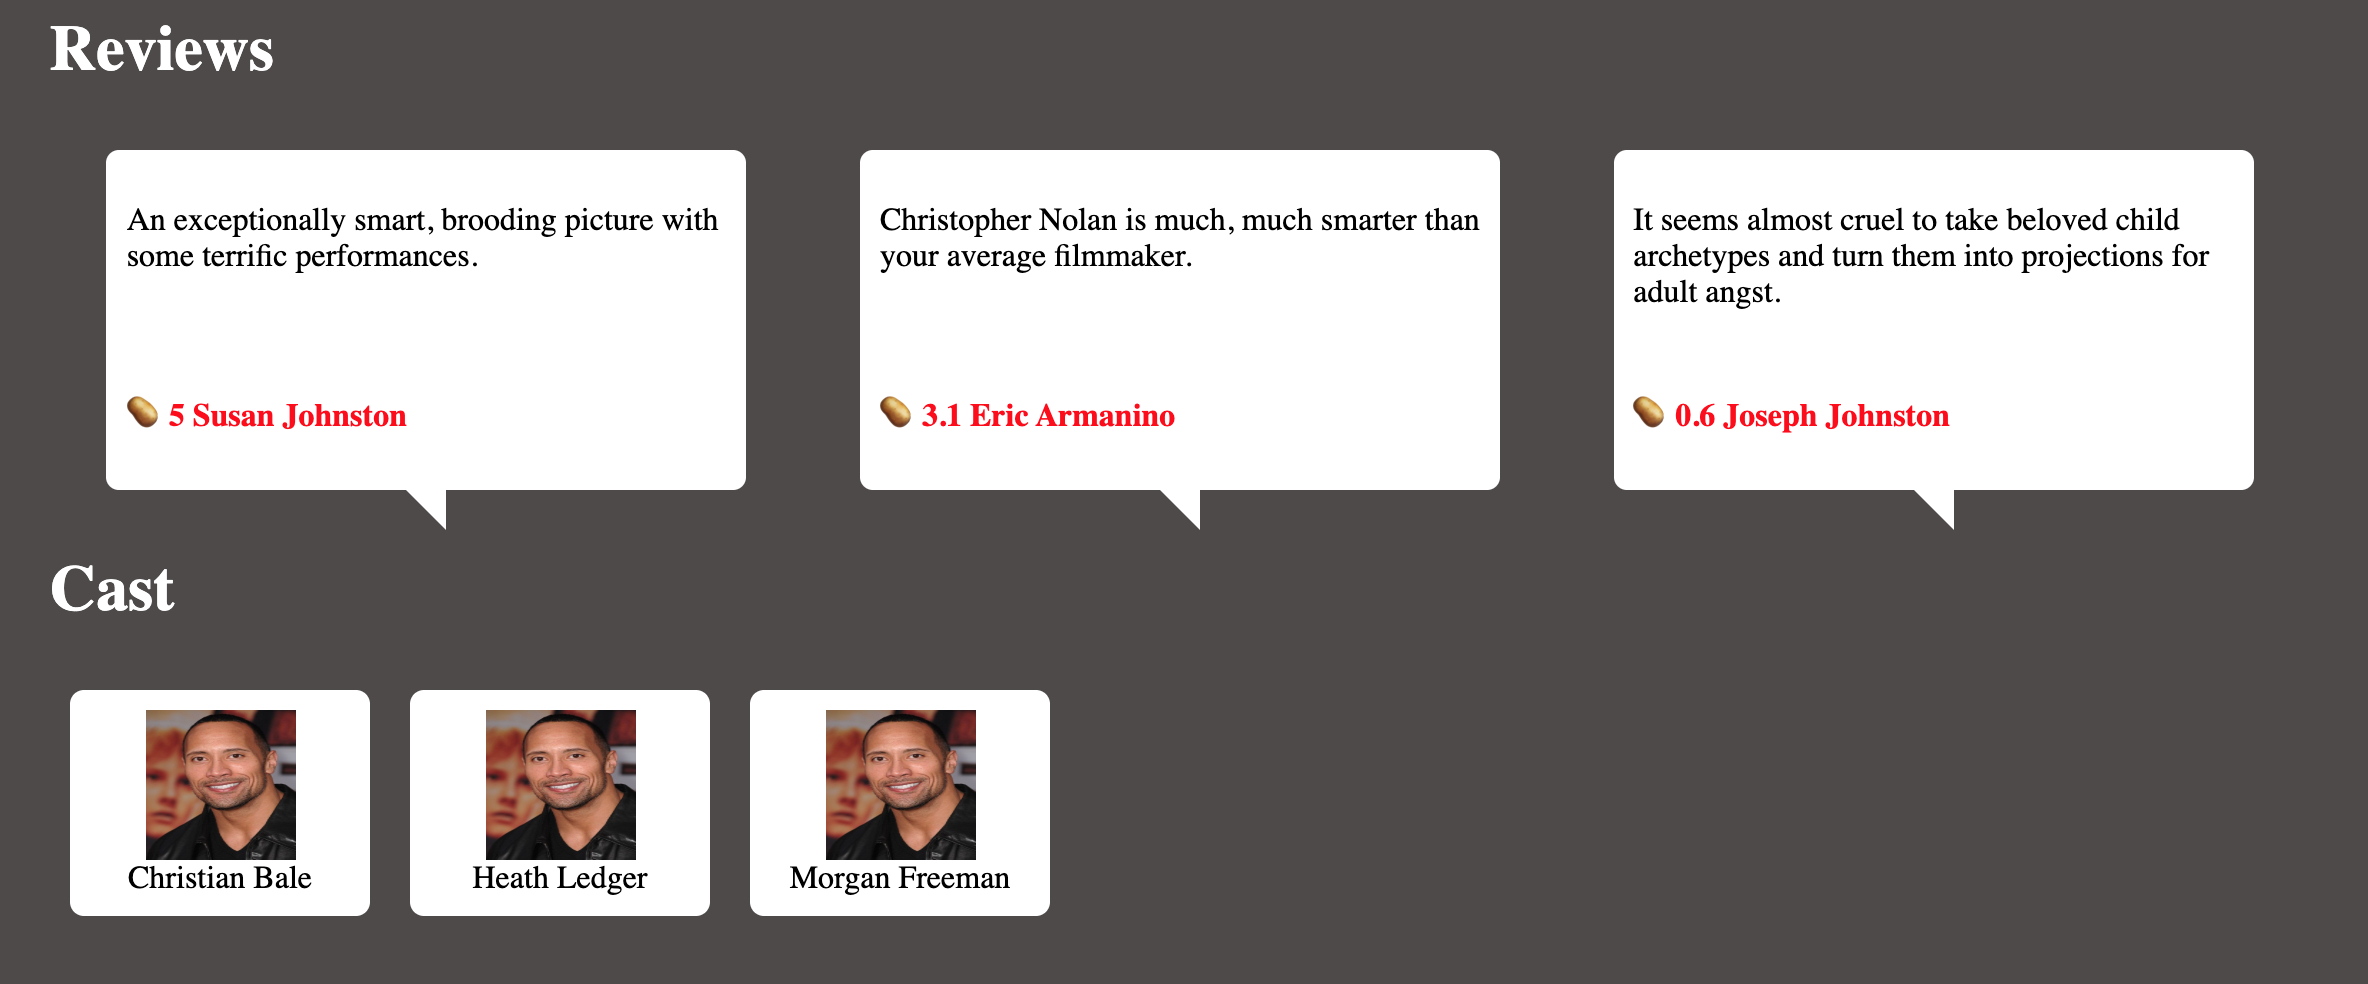 Reviews
An exceptionally smart, brooding picture with
some terrific performances.
🥔 5 Susan Johnston
Christopher Nolan is much, much smarter than
your average filmmaker.
🥔 3.1 Eric Armanino
It seems almost cruel to take beloved child
archetypes and turn them into projections for
adult angst.
🥔 0.6 Joseph Johnston
Cast
Christian Bale
Heath Ledger
Morgan Freeman